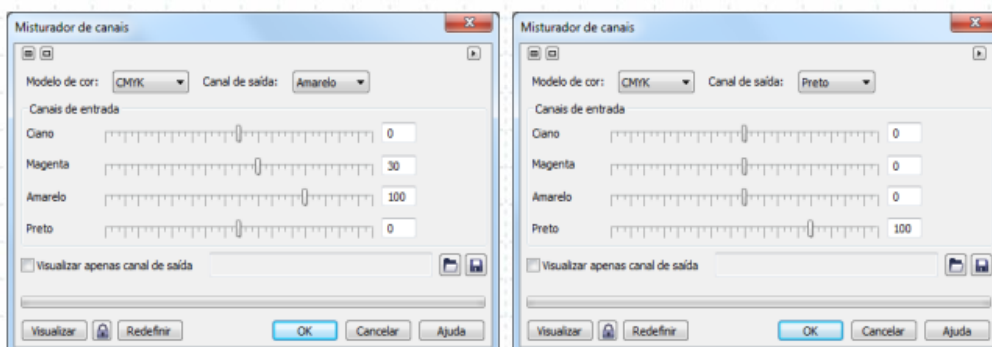 Misturador de canais
Modelo de cor: CMYK Canal de saída: Amarelo
Canais de entrada
Ciano 0
Magenta 30
Amarelo 100
Preto 0
Visualizar apenas canal de saída
Visualizar Redefinir OK Cancelar Ajuda
Misturador de canais
Modelo de cor: CMYK Canal de saída: Preto
Canais de entrada
Ciano 0
Magenta 0
Amarelo 0
Preto 100
Visualizar apenas canal de saída
Visualizar Redefinir OK Cancelar Ajuda